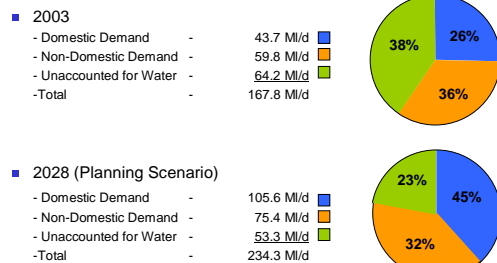 2003
- Domestic Demand - 43.7 Ml/d
- Non-Domestic Demand - 59.8 Ml/d
- Unaccounted for Water - 64.2 Ml/d
-Total - 167.8 Ml/d
38%
26%
36%
2028 (Planning Scenario)
- Domestic Demand - 105.6 Ml/d
- Non-Domestic Demand - 75.4 Ml/d
- Unaccounted for Water - 53.3 Ml/d
-Total - 234.3 Ml/d
23%
45%
32%